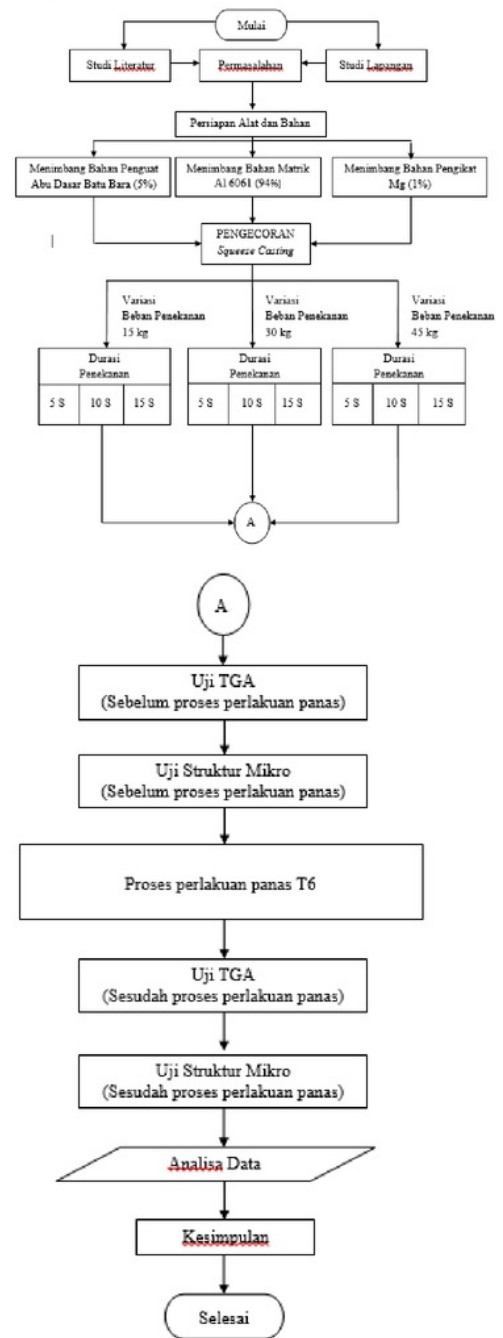 Mulai
Studi Literatur
Permasalahan
Studi Lapangan
Persiapan Alat dan Bahan
Menimbang Bahan Penguat
Abu Dasar Batu Bara (5%)
Menimbang Bahan Matrik
Al 6061 (94%)
Menimbang Bahan Pengikat
Mg (1%)
PENGECORAN
Squeese Casting
Variasi
Beban Penekanan
15 kg
Variasi
Beban Penekanan
30 kg
Variasi
Beban Penekanan
45 kg
Durasi
Penekanan
5 S
10 S
15 S
Durasi
Penekanan
5 S
10 S
15 S
Durasi
Penekanan
5 S
10 S
15 S
A
A
Uji TGA
(Sebelum proses perlakuan panas)
Uji Struktur Mikro
(Sebelum proses perlakuan panas)
Proses perlakuan panas T6
Uji TGA
(Sesudah proses perlakuan panas)
Uji Struktur Mikro
(Sesudah proses perlakuan panas)
Analisa Data
Kesimpulan
Selesai